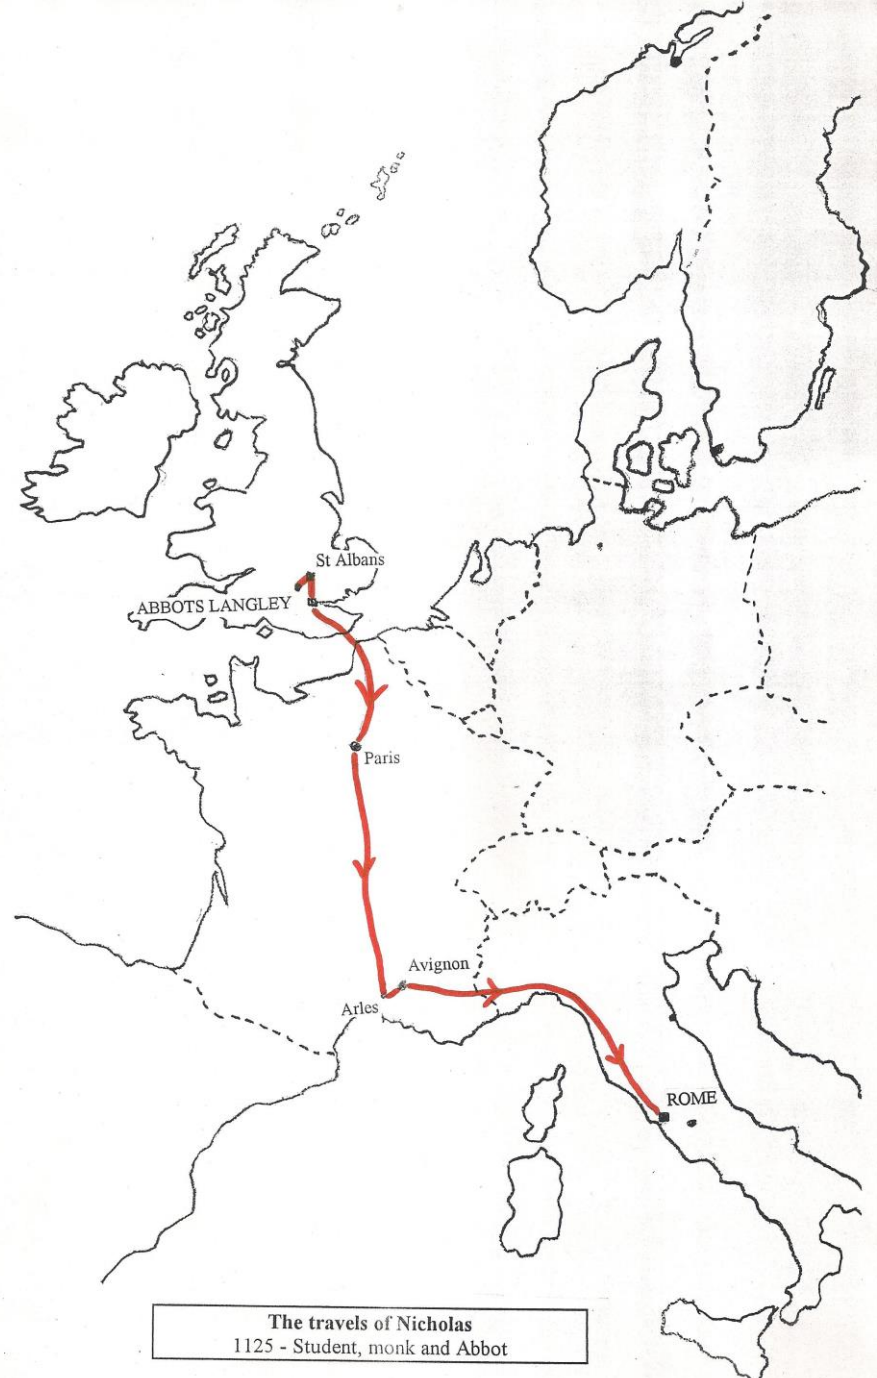 St Albans
ABBOTS LANGLEY
Paris
Avignon
Arles
ROME
The travels of Nicholas
1125 - Student, monk and Abbot